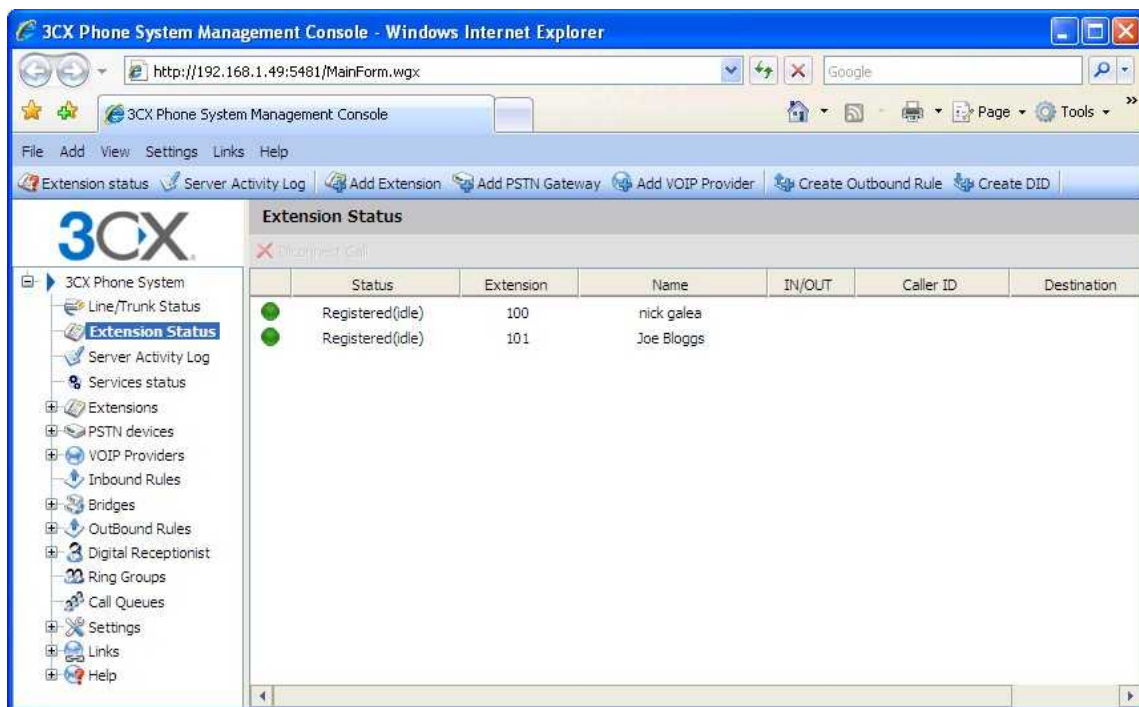 3CX Phone System Management Console - Windows Internet Explorer
http://192.168.1.49:5481/MainForm.wgx
Google
3CX Phone System Management Console
Page Tools »
File Add View Settings Links Help
Extension status Server Activity Log Add Extension Add PSTN Gateway Add VOIP Provider Create Outbound Rule Create DID
3CX
Extension Status
Disconnect Call
3CX Phone System
Line/Trunk Status
Extension Status
Server Activity Log
Services status
Extensions
PSTN devices
VOIP Providers
Inbound Rules
Bridges
OutBound Rules
Digital Receptionist
Ring Groups
Call Queues
Settings
Links
Help
Status Extension Name IN/OUT Caller ID Destination
Registered(idle) 100 nick galea
Registered(idle) 101 Joe Bloggs